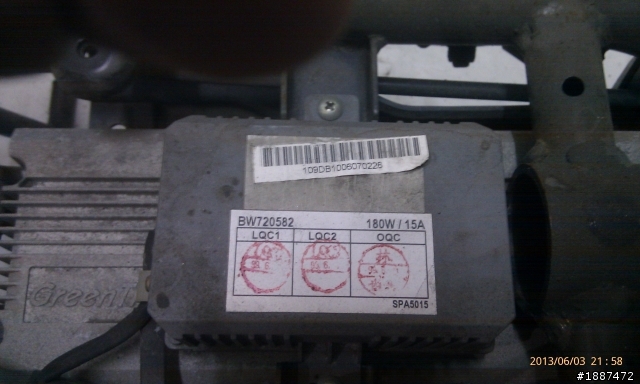 109DB1006070226
BW720582 180W / 15A
LQC1 LQC2 OQC
SPA5015
2013/06/03 21:58
#1887472